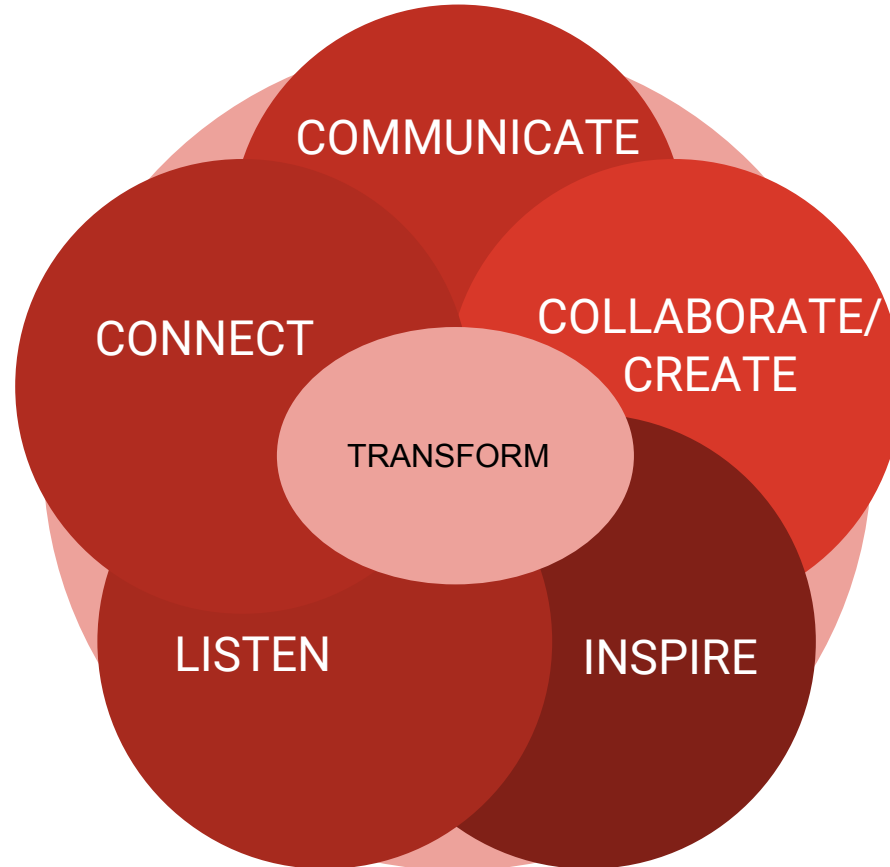 COMMUNICATE
CONNECT
COLLABORATE/
CREATE
TRANSFORM
LISTEN
INSPIRE